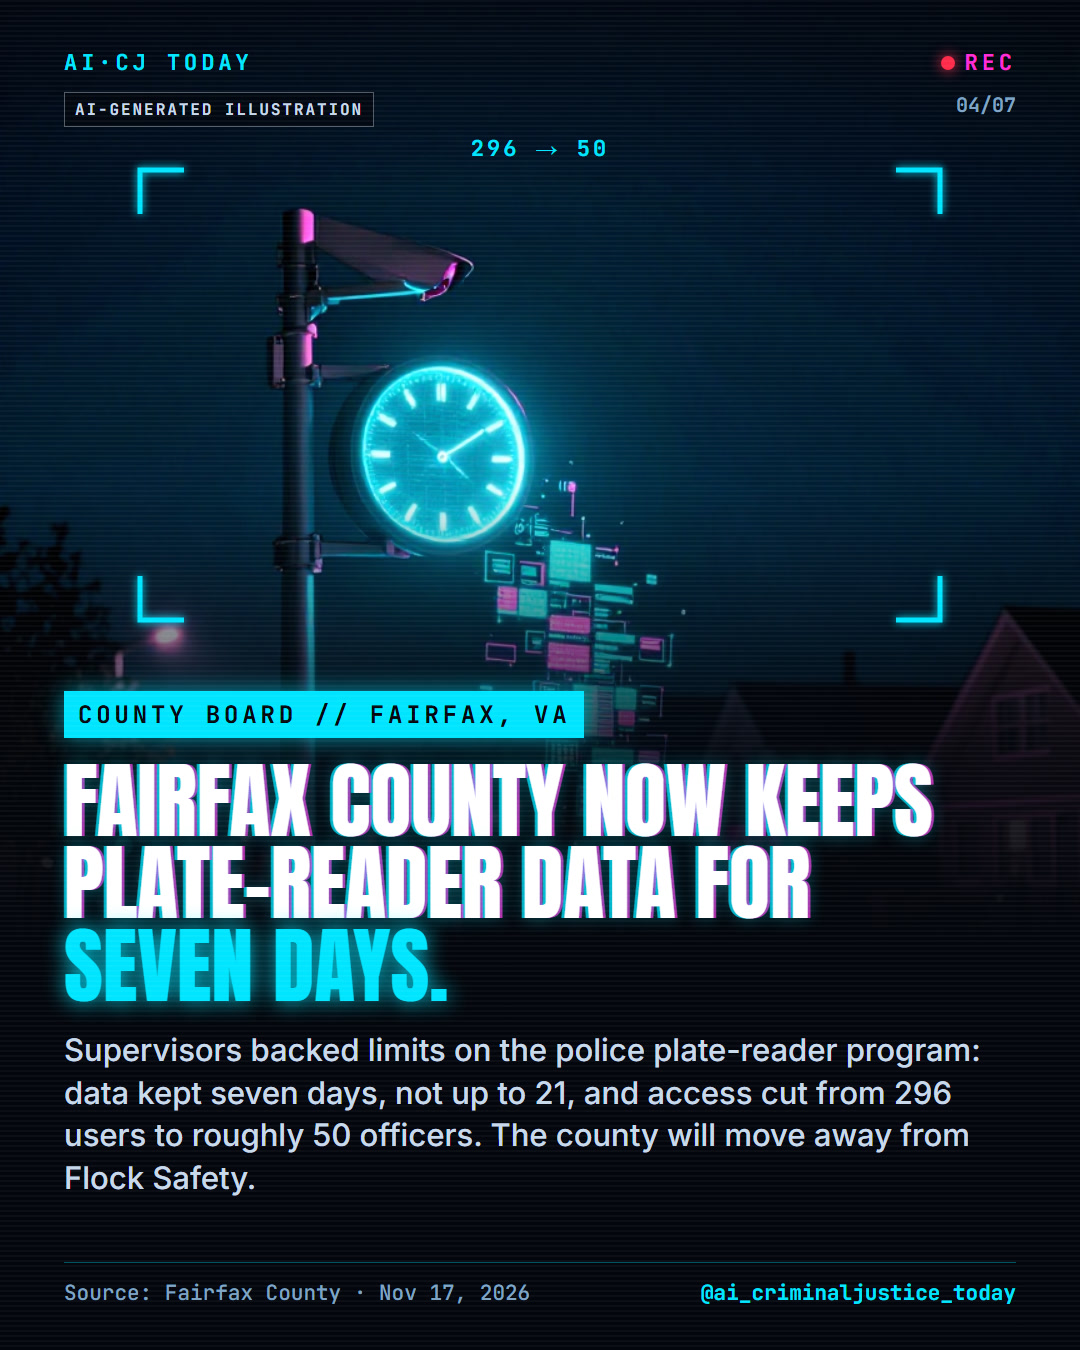 AI·CJ TODAY
REC
AI-GENERATED ILLUSTRATION
04/07
296 → 50
COUNTY BOARD // FAIRFAX, VA
FAIRFAX COUNTY NOW KEEPS
PLATE-READER DATA FOR
SEVEN DAYS.
Supervisors backed limits on the police plate-reader program:
data kept seven days, not up to 21, and access cut from 296
users to roughly 50 officers. The county will move away from
Flock Safety.
Source: Fairfax County · Nov 17, 2026
@ai_criminaljustice_today